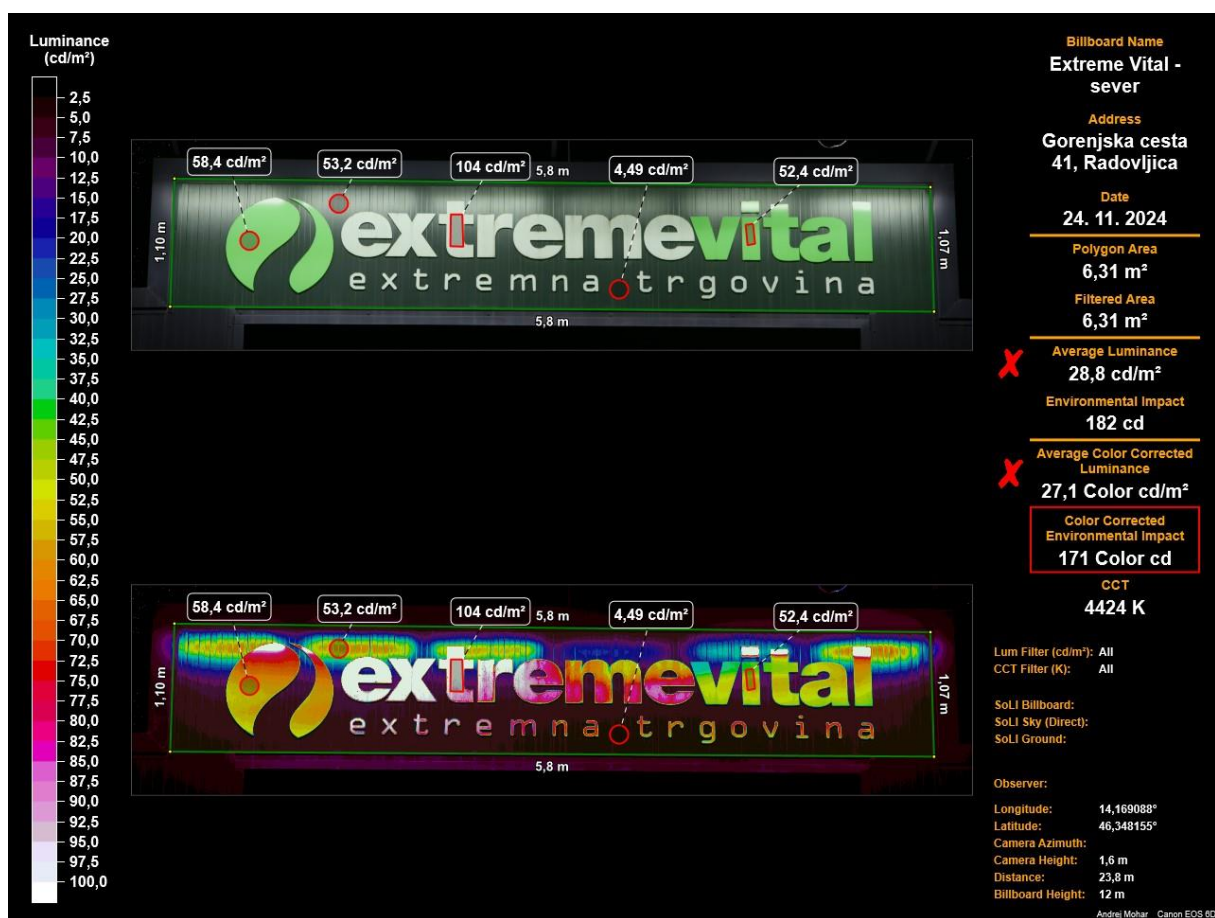 Luminance
(cd/m²)
2,5
5,0
7,5
10,0
12,5
15,0
17,5
20,0
22,5
25,0
27,5
30,0
32,5
35,0
37,5
40,0
42,5
45,0
47,5
50,0
52,5
55,0
57,5
60,0
62,5
65,0
67,5
70,0
72,5
75,0
77,5
80,0
82,5
85,0
87,5
90,0
92,5
95,0
97,5
100,0
58,4 cd/m²
53,2 cd/m²
104 cd/m²
5,8 m
4,49 cd/m²
52,4 cd/m²
1,10 m
extremevital
extremna trgovina
1,07 m
5,8 m
58,4 cd/m²
53,2 cd/m²
104 cd/m²
5,8 m
4,49 cd/m²
52,4 cd/m²
1,10 m
extremevital
extremna trgovina
1,07 m
5,8 m
Billboard Name
Extreme Vital -
sever
Address
Gorenjska cesta
41, Radovljica
Date
24. 11. 2024
Polygon Area
6,31 m²
Filtered Area
6,31 m²
Average Luminance
28,8 cd/m²
Environmental Impact
182 cd
Average Color Corrected
Luminance
27,1 Color cd/m²
Color Corrected
Environmental Impact
171 Color cd
CCT
4424 K
Lum Filter (cd/m²): All
CCT Filter (K): All
SoLI Billboard:
SoLI Sky (Direct):
SoLI Ground:
Observer:
Longitude: 14,169088°
Latitude: 46,348155°
Camera Azimuth:
Camera Height: 1,6 m
Distance: 23,8 m
Billboard Height: 12 m
Andrej Mohar Canon EOS 6D